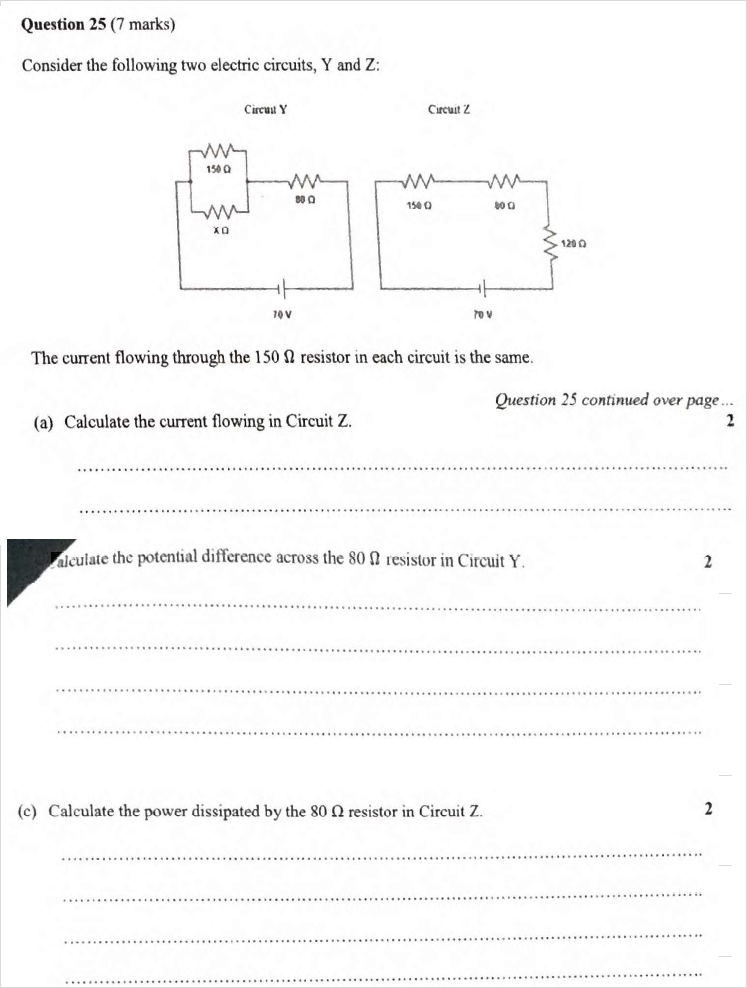 Question 25 (7 marks)
Consider the following two electric circuits, Y and Z:
Circuit Y
Circuit Z
150 Ω
80 Ω
X Ω
70 V
150 Ω
80 Ω
120 Ω
70 V
The current flowing through the 150 Ω resistor in each circuit is the same.
Question 25 continued over page...
(a) Calculate the current flowing in Circuit Z. 2
alculate the potential difference across the 80 Ω resistor in Circuit Y. 2
(c) Calculate the power dissipated by the 80 Ω resistor in Circuit Z. 2